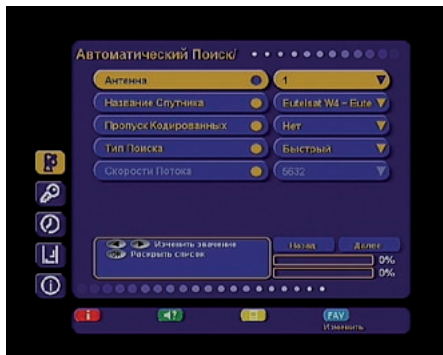 Автоматический Поиск/
Антенна 1
Название Спутника Eutelsat W4 – Eute
Пропуск Кодированных Нет
Тип Поиска Быстрый
Скорости Потока 5632
Изменить значение
OK Раскрыть список
Назад Далее
0%
0%
i ? FAV
Изменить